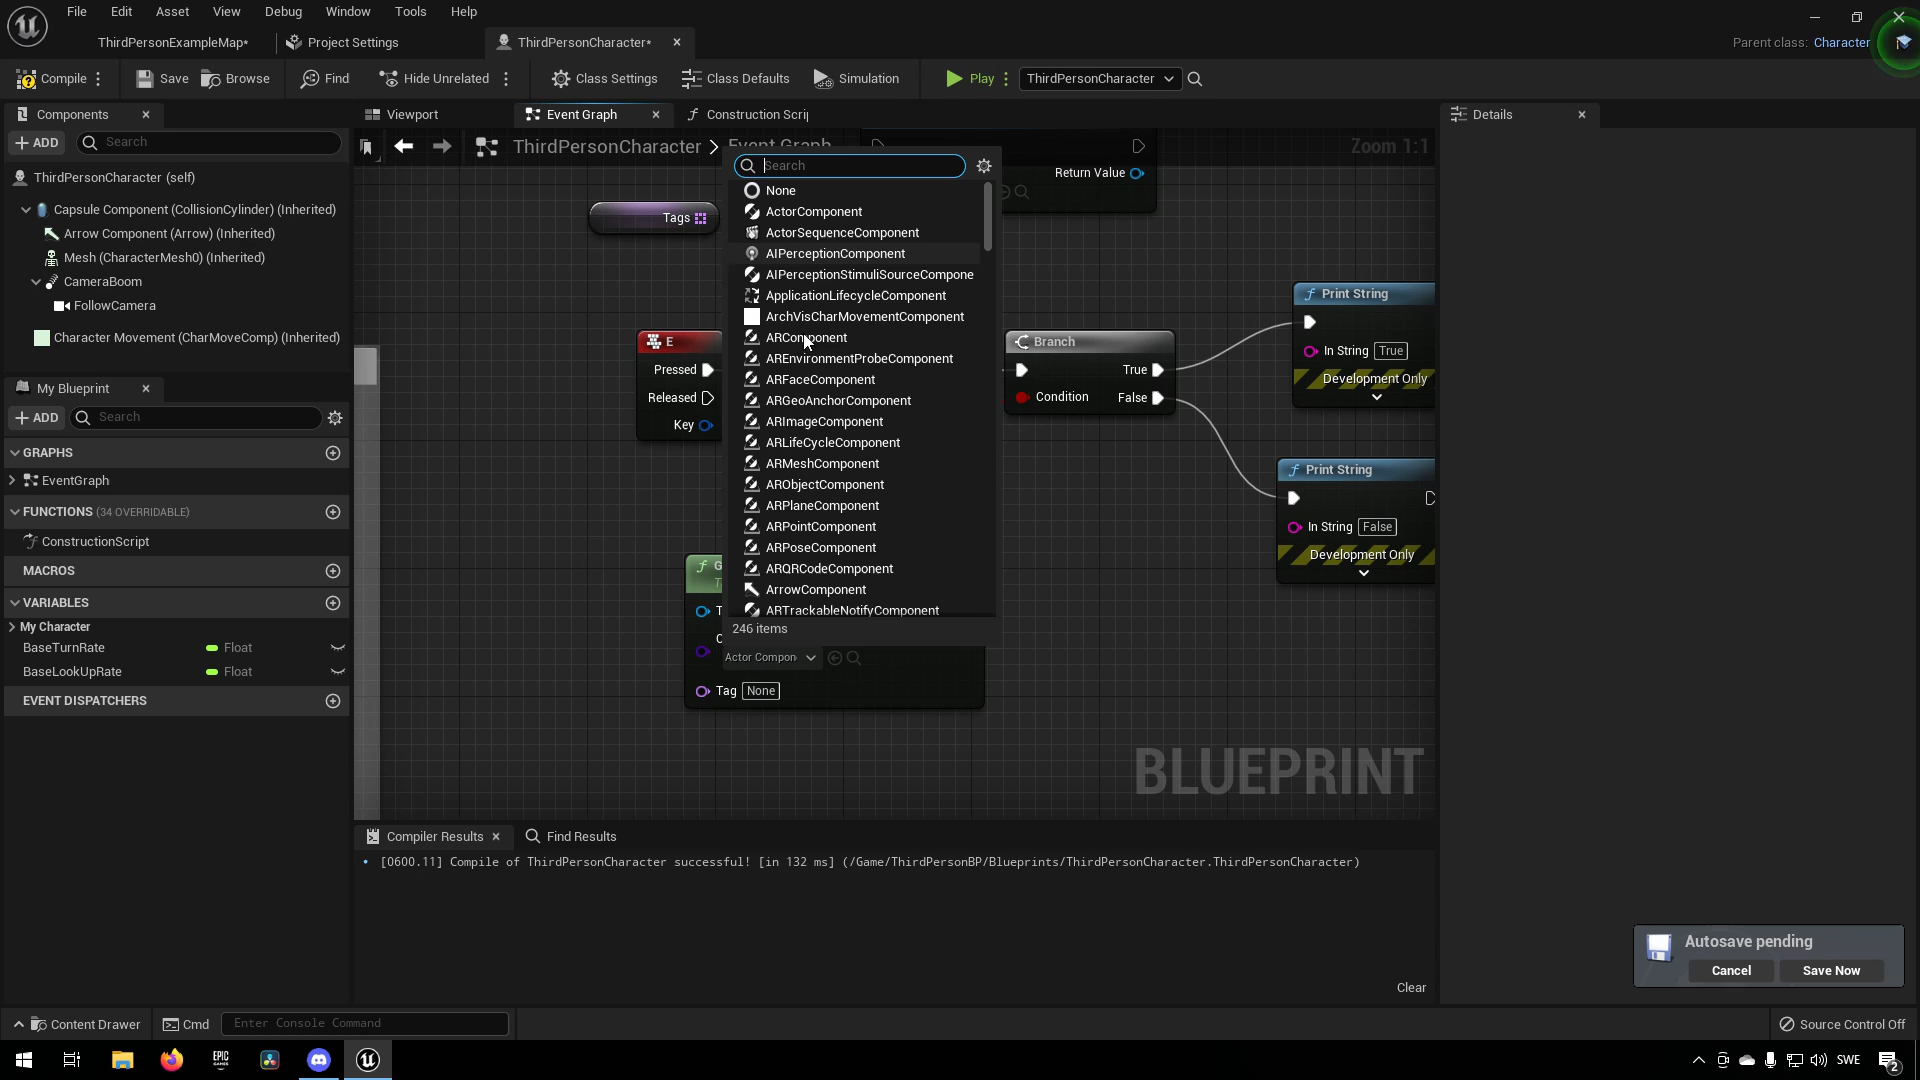 File Edit View Asset Debug Window Tools Help
ThirdPersonExampleMap*
Project Settings
ThirdPersonCharacter*
Parent class: Character
Compile
Save
Browse
Find
Hide Unrelated
Class Settings
Class Defaults
Simulation
Play
ThirdPersonCharacter
Components
ADD
Search
ThirdPersonCharacter (self)
Capsule Component (CollisionCylinder) (Inherited)
Arrow Component (Arrow) (Inherited)
Mesh (CharacterMesh0) (Inherited)
CameraBoom
FollowCamera
Character Movement (CharMoveComp) (Inherited)
My Blueprint
ADD
Search
GRAPHS
EventGraph
FUNCTIONS (34 OVERRIDABLE)
ConstructionScript
MACROS
VARIABLES
My Character
BaseTurnRate Float
BaseLookUpRate Float
EVENT DISPATCHERS
Viewport
Event Graph
Construction Scrip
ThirdPersonCharacter > Event Graph
Zoom 1:1
Return Value
Tags
E
Pressed
Released
Key
Search
None
ActorComponent
ActorSequenceComponent
AIPerceptionComponent
AIPerceptionStimuliSourceCompone
ApplicationLifecycleComponent
ArchVisCharMovementComponent
ARComponent
AREnvironmentProbeComponent
ARFaceComponent
ARGeoAnchorComponent
ARImageComponent
ARLifeCycleComponent
ARMeshComponent
ARObjectComponent
ARPlaneComponent
ARPointComponent
ARPoseComponent
ARQRCodeComponent
ArrowComponent
ARTrackableNotifyComponent
246 items
Actor Compon
Tag None
Branch
True
Condition
False
Print String
In String True
Development Only
Print String
In String False
Development Only
BLUEPRINT
Compiler Results
Find Results
[0600.11] Compile of ThirdPersonCharacter successful! [in 132 ms] (/Game/ThirdPersonBP/Blueprints/ThirdPersonCharacter.ThirdPersonCharacter)
Clear
Details
Autosave pending
Cancel
Save Now
Content Drawer
Cmd
Enter Console Command
Source Control Off
EPIC
GAMES
SWE
2